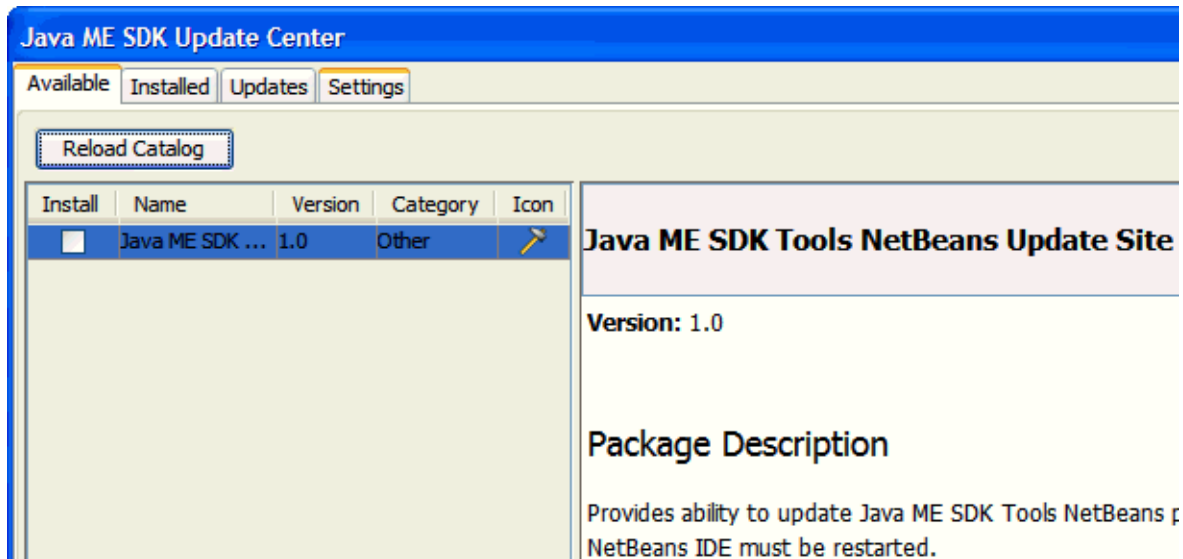 Java ME SDK Update Center
Available Installed Updates Settings
Reload Catalog
Install Name Version Category Icon
Java ME SDK ... 1.0 Other
Java ME SDK Tools NetBeans Update Site
Version: 1.0
Package Description
Provides ability to update Java ME SDK Tools NetBeans
NetBeans IDE must be restarted.